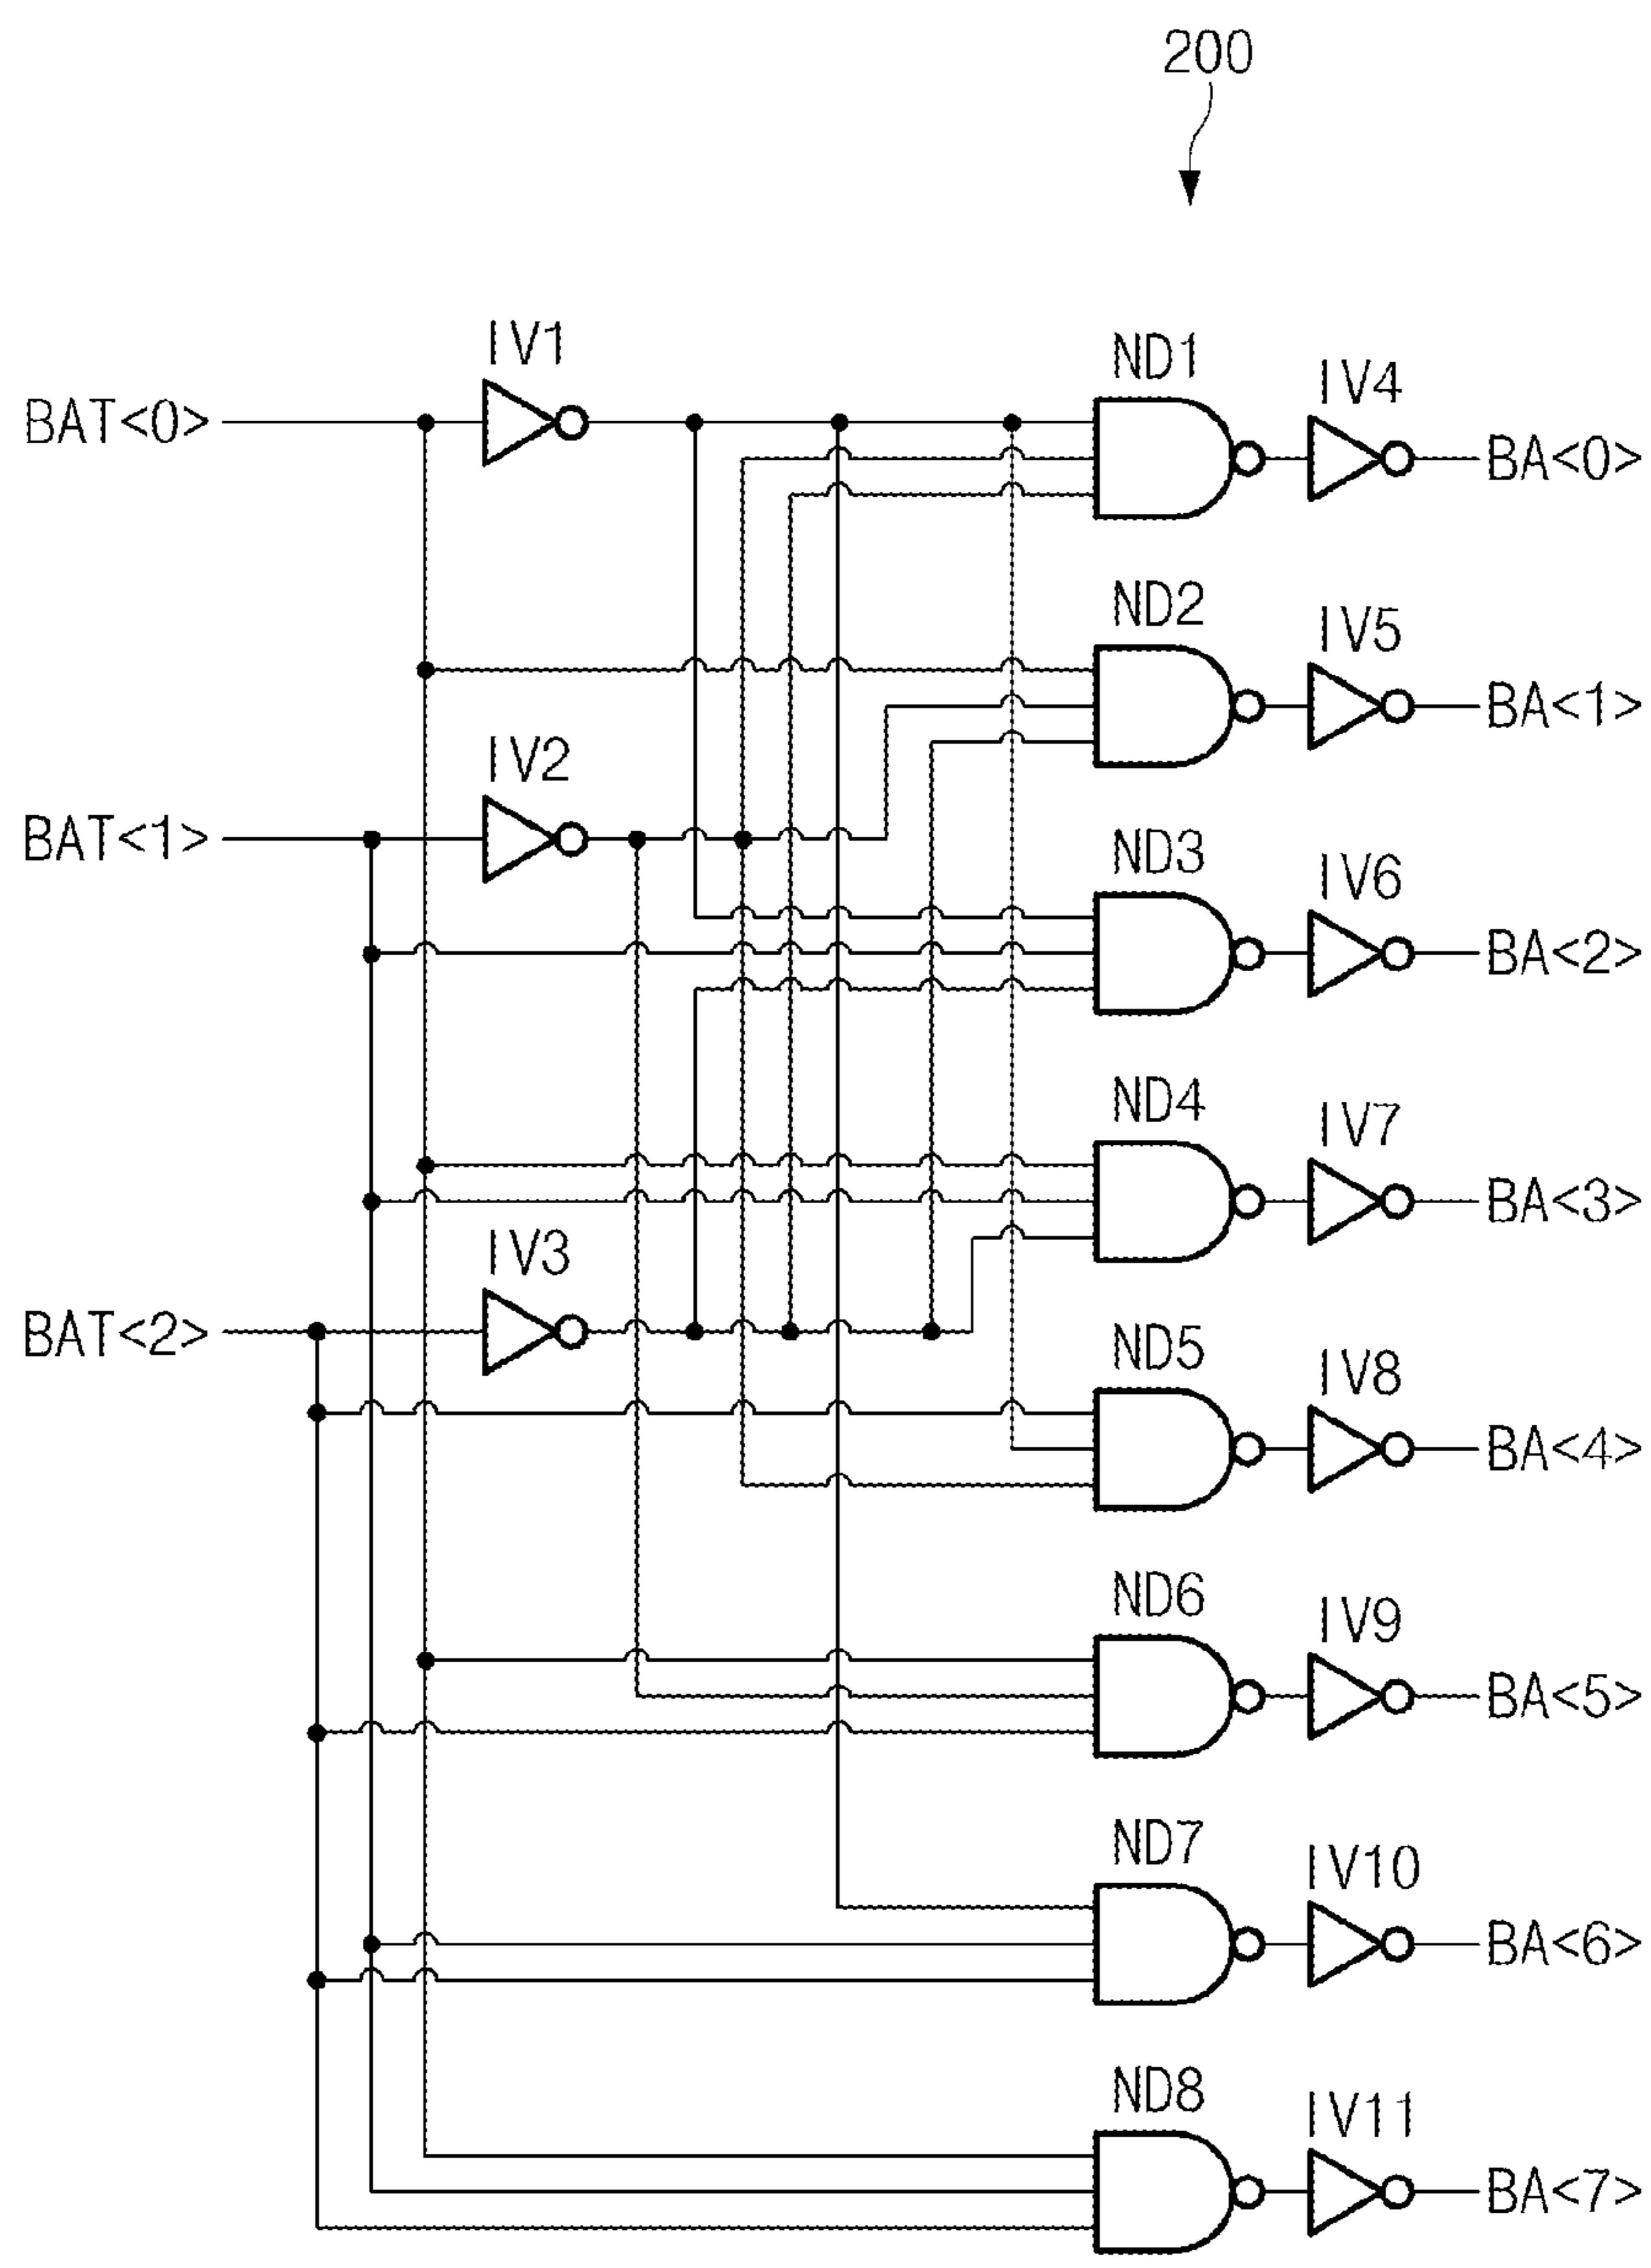 200
IV1
ND1
IV4
BAT<0>
BA<0>
ND2
IV5
BA<1>
IV2
BAT<1>
ND3
IV6
BA<2>
ND4
IV7
BA<3>
IV3
BAT<2>
ND5
IV8
BA<4>
ND6
IV9
BA<5>
ND7
IV10
BA<6>
ND8
IV11
BA<7>